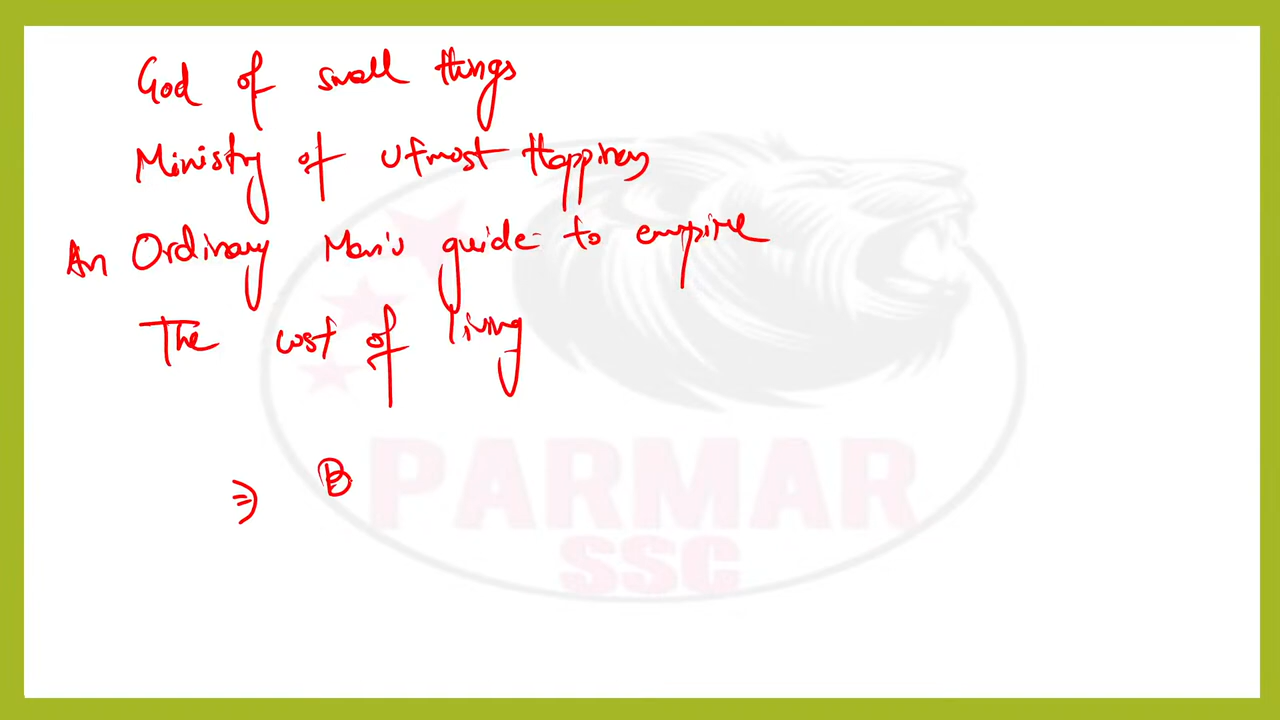 God of small things
Ministry of Utmost Happiness
An Ordinary Man's guide to empire
The cost of living
⇒ B
PARMAR
SSC